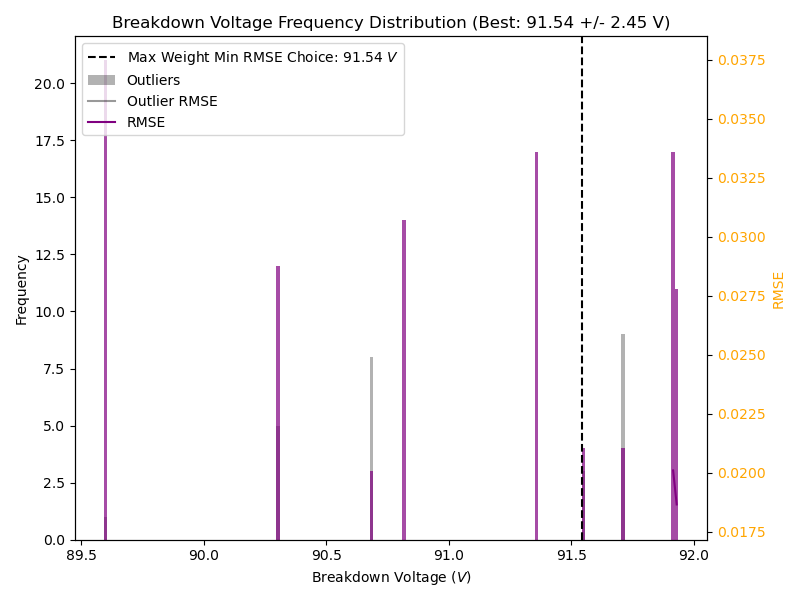 Breakdown Voltage Frequency Distribution (Best: 91.54 +/- 2.45 V)
Max Weight Min RMSE Choice: 91.54 V
Outliers
Outlier RMSE
RMSE
Frequency
20.0
17.5
15.0
12.5
10.0
7.5
5.0
2.5
0.0
0.0375
0.0350
0.0325
0.0300
0.0275
0.0250
0.0225
0.0200
0.0175
RMSE
89.5 90.0 90.5 91.0 91.5 92.0
Breakdown Voltage (V)